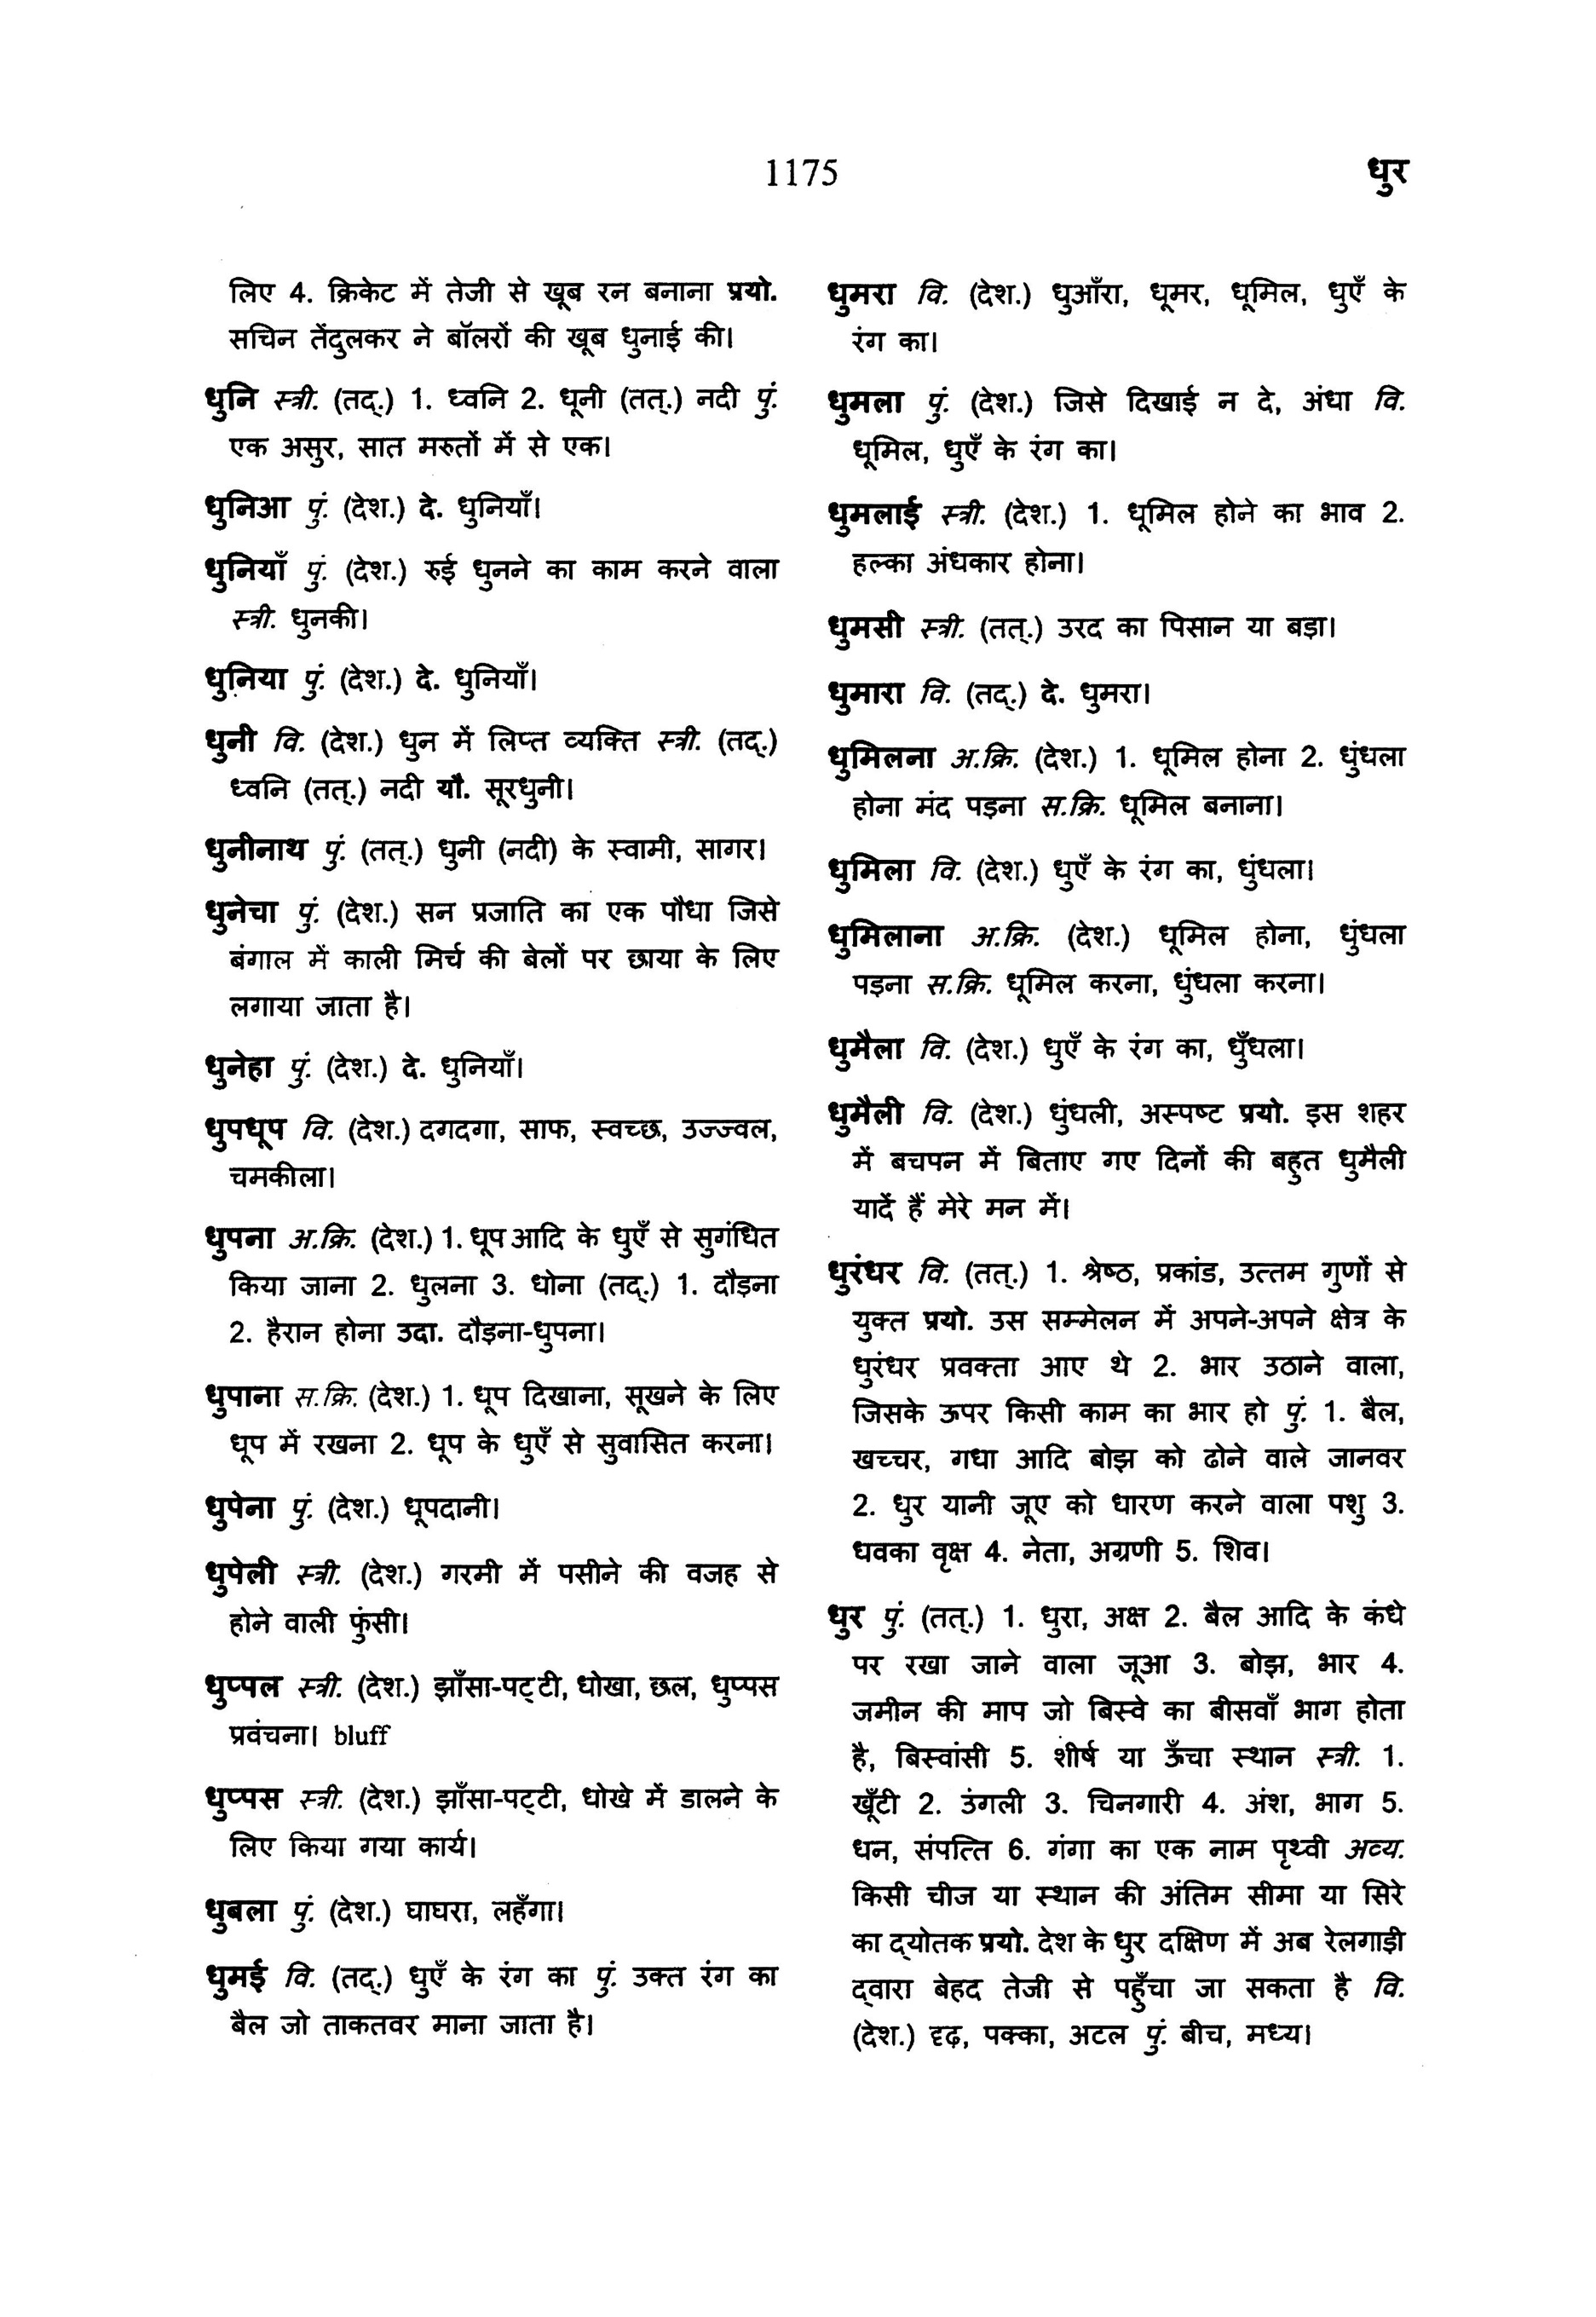 1175
धुर
लिए 4. क्रिकेट में तेजी से खूब रन बनाना प्रयो.
सचिन तेंदुलकर ने बॉलरों की खूब धुनाई की।
धुनि स्त्री. (तद्.) 1. ध्वनि 2. धूनी (तत्.) नदी पुं.
एक असुर, सात मरुतों में से एक।
धुनिआ पुं. (देश.) दे. धुनियाँ।
धुनियाँ पुं. (देश.) रुई धुनने का काम करने वाला
स्त्री. धुनकी।
धुनिया पुं. (देश.) दे. धुनियाँ।
धुनी वि. (देश.) धुन में लिप्त व्यक्ति स्त्री. (तद्.)
ध्वनि (तत्.) नदी यौ. सूरधुनी।
धुनीनाथ पुं. (तत्.) धुनी (नदी) के स्वामी, सागर।
धुनेचा पुं. (देश.) सन प्रजाति का एक पौधा जिसे
बंगाल में काली मिर्च की बेलों पर छाया के लिए
लगाया जाता है।
धुनेहा पुं. (देश.) दे. धुनियाँ।
धुपधूप वि. (देश.) दगदगा, साफ, स्वच्छ, उज्ज्वल,
चमकीला।
धुपना अ.क्रि. (देश.) 1. धूप आदि के धुएँ से सुगंधित
किया जाना 2. धुलना 3. धोना (तद्.) 1. दौड़ना
2. हैरान होना उदा. दौड़ना-धुपना।
धुपाना स.क्रि. (देश.) 1. धूप दिखाना, सूखने के लिए
धूप में रखना 2. धूप के धुएँ से सुवासित करना।
धुपेना पुं. (देश.) धूपदानी।
धुपेली स्त्री. (देश.) गरमी में पसीने की वजह से
होने वाली फुंसी।
धुप्पल स्त्री. (देश.) झाँसा-पट्टी, धोखा, छल, धुप्पस
प्रवंचना। bluff
धुप्पस स्त्री. (देश.) झाँसा-पट्टी, धोखे में डालने के
लिए किया गया कार्य।
धुबला पुं. (देश.) घाघरा, लहँगा।
धुमई वि. (तद्.) धुएँ के रंग का पुं. उक्त रंग का
बैल जो ताकतवर माना जाता है।
धुमरा वि. (देश.) धुआँरा, धूमर, धूमिल, धुएँ के
रंग का।
धुमला पुं. (देश.) जिसे दिखाई न दे, अंधा वि.
धूमिल, धुएँ के रंग का।
धुमलाई स्त्री. (देश.) 1. धूमिल होने का भाव 2.
हल्का अंधकार होना।
धुमसी स्त्री. (तत्.) उरद का पिसान या बड़ा।
धुमारा वि. (तद्.) दे. धुमरा।
धुमिलना अ.क्रि. (देश.) 1. धूमिल होना 2. धुंधला
होना मंद पड़ना स.क्रि. धूमिल बनाना।
धुमिला वि. (देश.) धुएँ के रंग का, धुंधला।
धुमिलाना अ.क्रि. (देश.) धूमिल होना, धुंधला
पड़ना स.क्रि. धूमिल करना, धुंधला करना।
धुमैला वि. (देश.) धुएँ के रंग का, धुँधला।
धुमैली वि. (देश.) धुंधली, अस्पष्ट प्रयो. इस शहर
में बचपन में बिताए गए दिनों की बहुत धुमैली
यादें हैं मेरे मन में।
धुरंधर वि. (तत्.) 1. श्रेष्ठ, प्रकांड, उत्तम गुणों से
युक्त प्रयो. उस सम्मेलन में अपने-अपने क्षेत्र के
धुरंधर प्रवक्ता आए थे 2. भार उठाने वाला,
जिसके ऊपर किसी काम का भार हो पुं. 1. बैल,
खच्चर, गधा आदि बोझ को ढोने वाले जानवर
2. धुर यानी जूए को धारण करने वाला पशु 3.
धवका वृक्ष 4. नेता, अग्रणी 5. शिव।
धुर पुं. (तत्.) 1. धुरा, अक्ष 2. बैल आदि के कंधे
पर रखा जाने वाला जूआ 3. बोझ, भार 4.
जमीन की माप जो बिस्वे का बीसवाँ भाग होता
है, बिस्वांसी 5. शीर्ष या ऊँचा स्थान स्त्री. 1.
खूँटी 2. उंगली 3. चिनगारी 4. अंश, भाग 5.
धन, संपत्ति 6. गंगा का एक नाम पृथ्वी अव्य.
किसी चीज या स्थान की अंतिम सीमा या सिरे
का द्योतक प्रयो. देश के धुर दक्षिण में अब रेलगाड़ी
द्वारा बेहद तेजी से पहुँचा जा सकता है वि.
(देश.) दृढ़, पक्का, अटल पुं. बीच, मध्य।